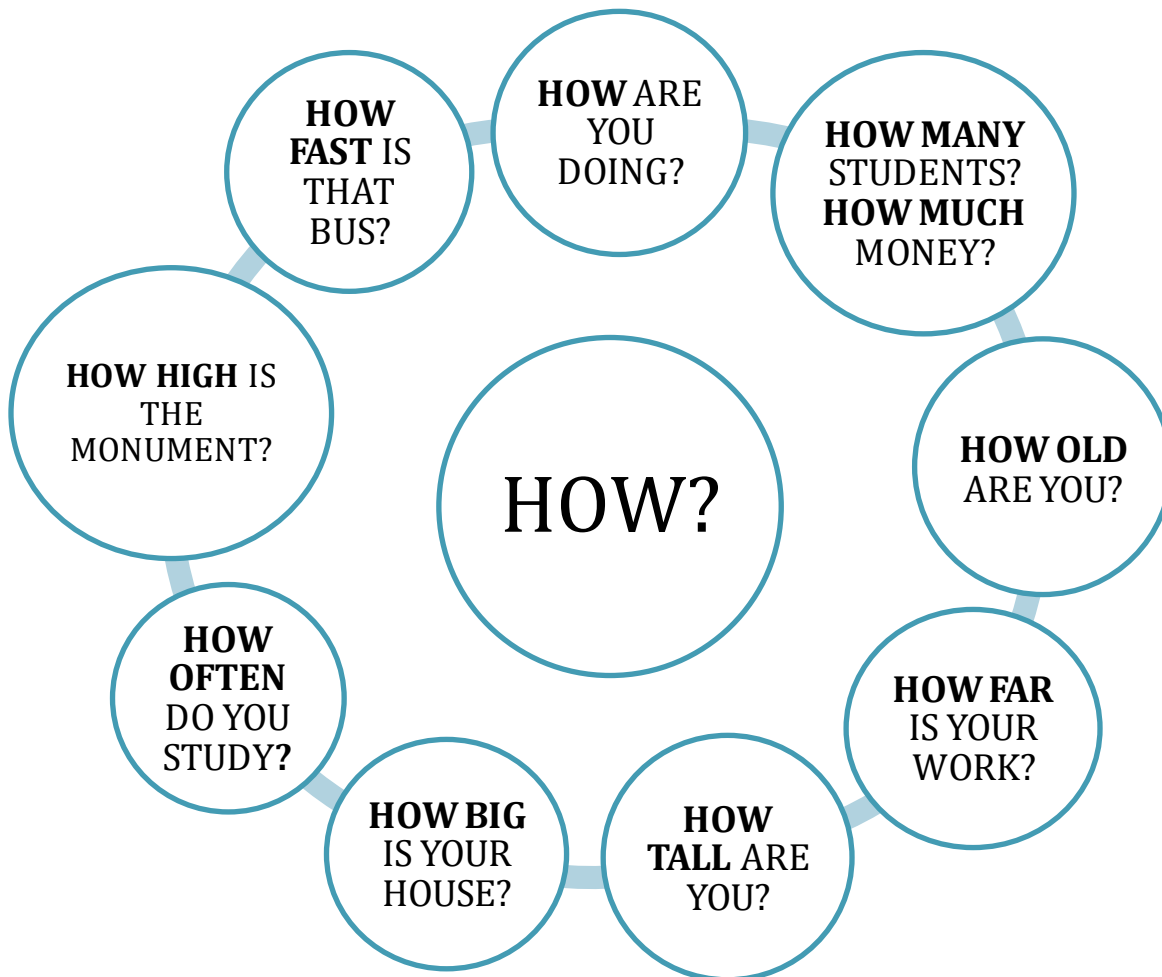 HOW ARE
YOU
DOING?
HOW MANY
STUDENTS?
HOW MUCH
MONEY?
HOW OLD
ARE YOU?
HOW FAR
IS YOUR
WORK?
HOW
TALL ARE
YOU?
HOW BIG
IS YOUR
HOUSE?
HOW
OFTEN
DO YOU
STUDY?
HOW HIGH IS
THE
MONUMENT?
HOW
FAST IS
THAT
BUS?
HOW?